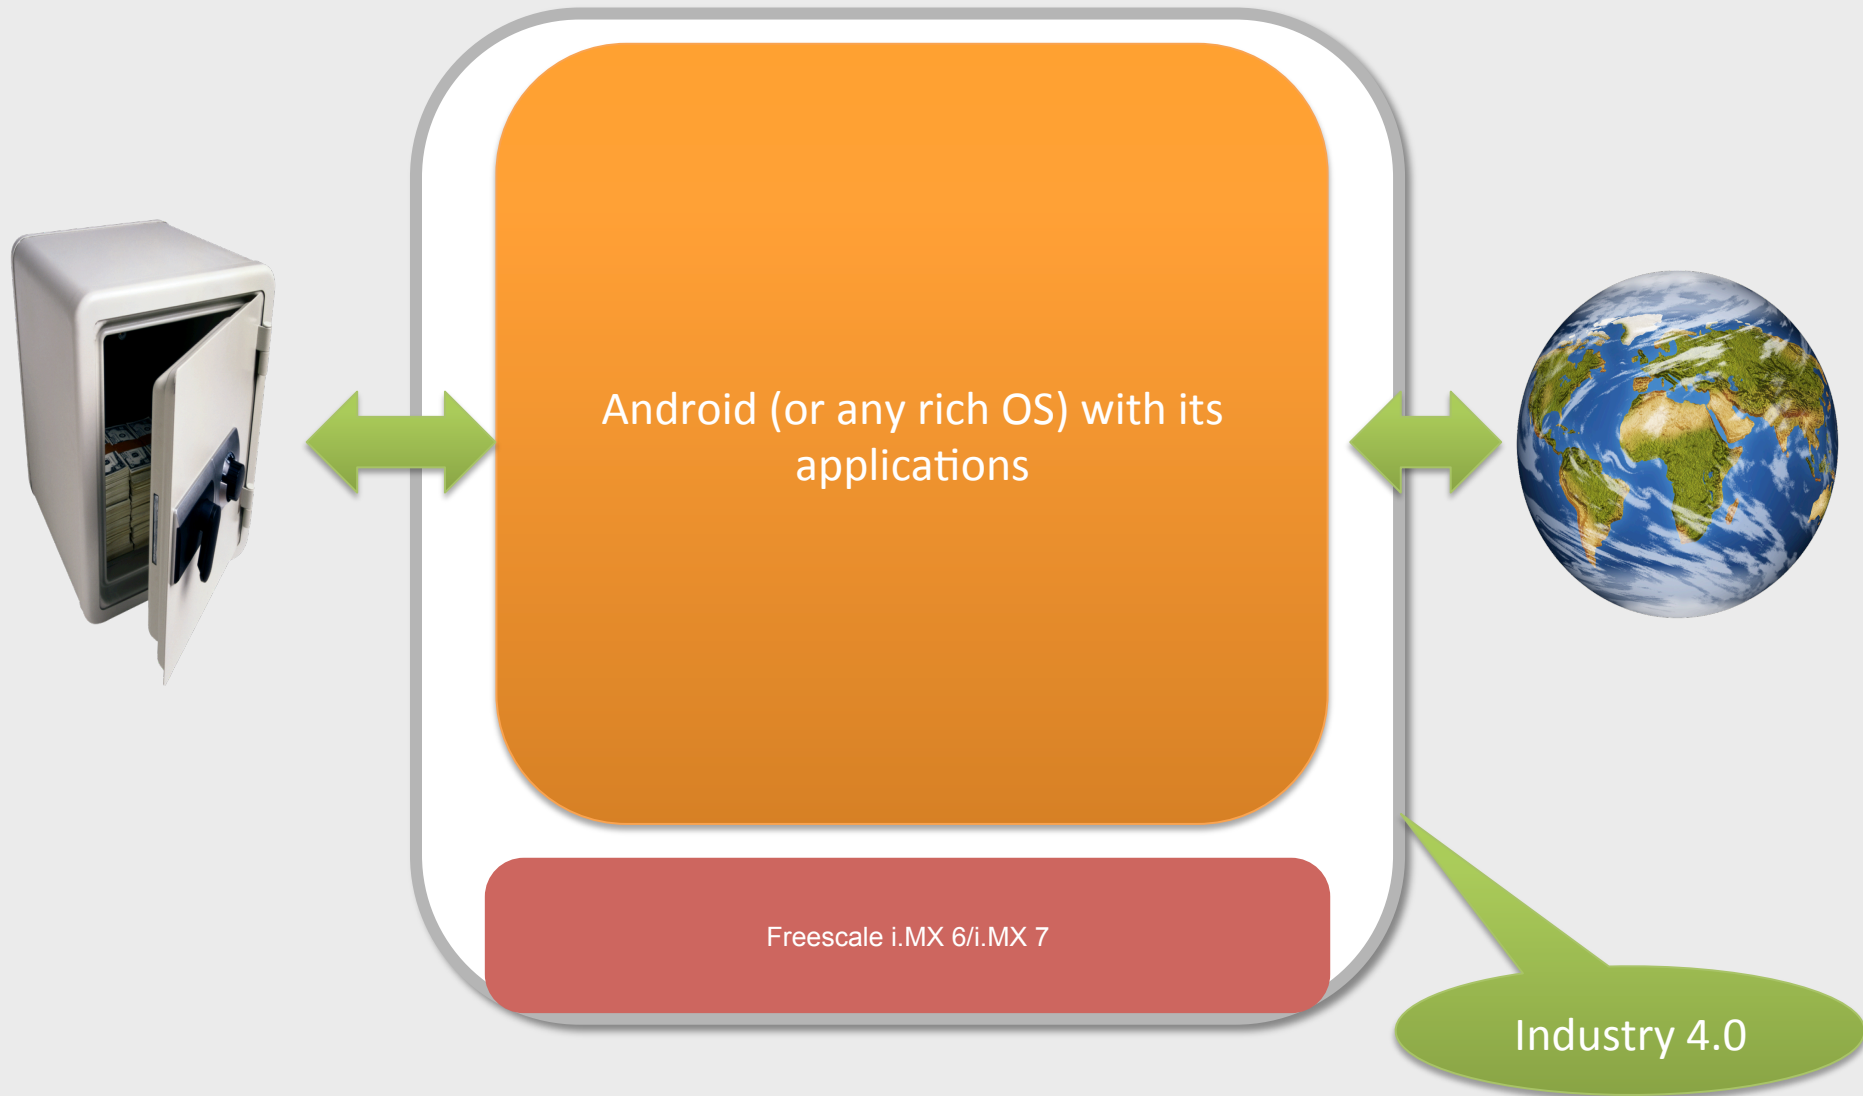 Android (or any rich OS) with its
applications
Freescale i.MX 6/i.MX 7
Industry 4.0